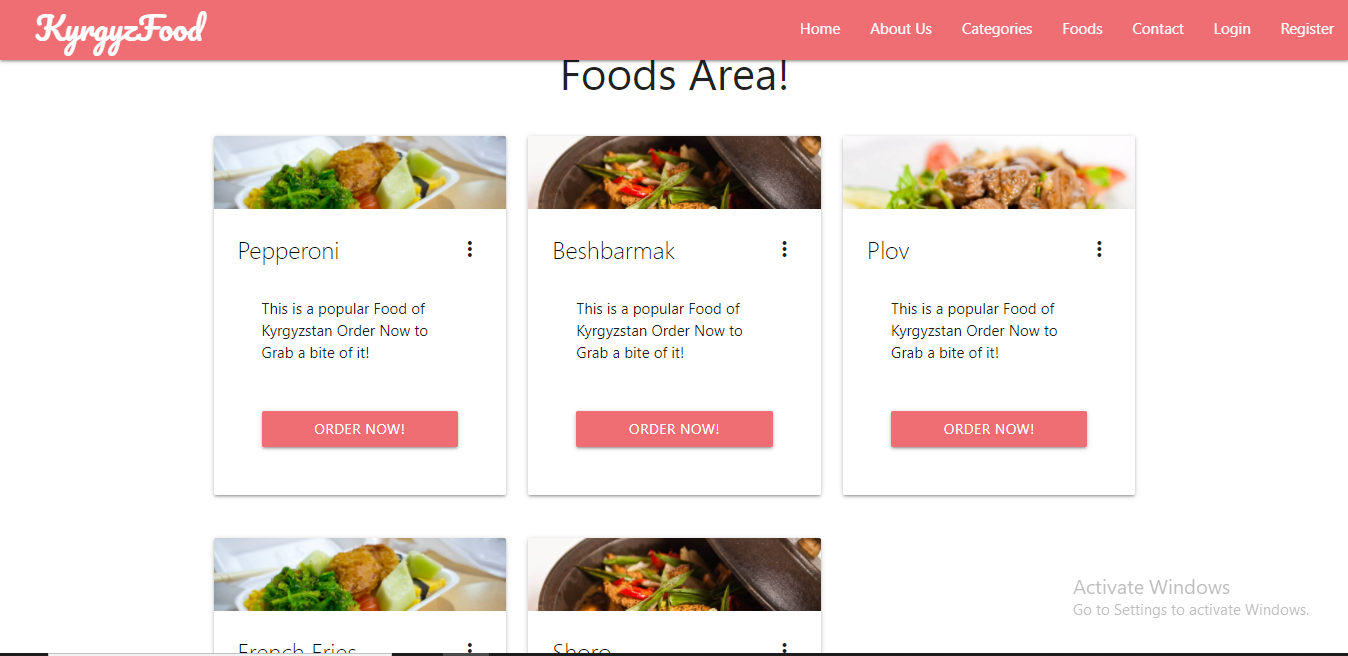 KyrgyzFood
Home About Us Categories Foods Contact Login Register
Foods Area!
Pepperoni
This is a popular Food of
Kyrgyzstan Order Now to
Grab a bite of it!
ORDER NOW!
Beshbarmak
This is a popular Food of
Kyrgyzstan Order Now to
Grab a bite of it!
ORDER NOW!
Plov
This is a popular Food of
Kyrgyzstan Order Now to
Grab a bite of it!
ORDER NOW!
French Fries
Shoro
Activate Windows
Go to Settings to activate Windows.